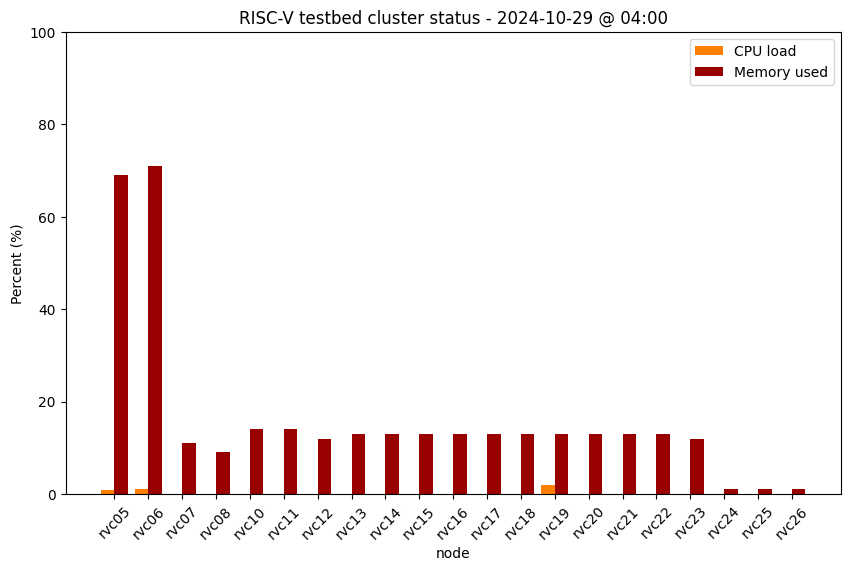 RISC-V testbed cluster status - 2024-10-29 @ 04:00
CPU load
Memory used
Percent (%)
100
80
60
40
20
0
rvc05
rvc06
rvc07
rvc08
rvc10
rvc11
rvc12
rvc13
rvc14
rvc15
rvc16
rvc17
rvc18
rvc19
rvc20
rvc21
rvc22
rvc23
rvc24
rvc25
rvc26
node